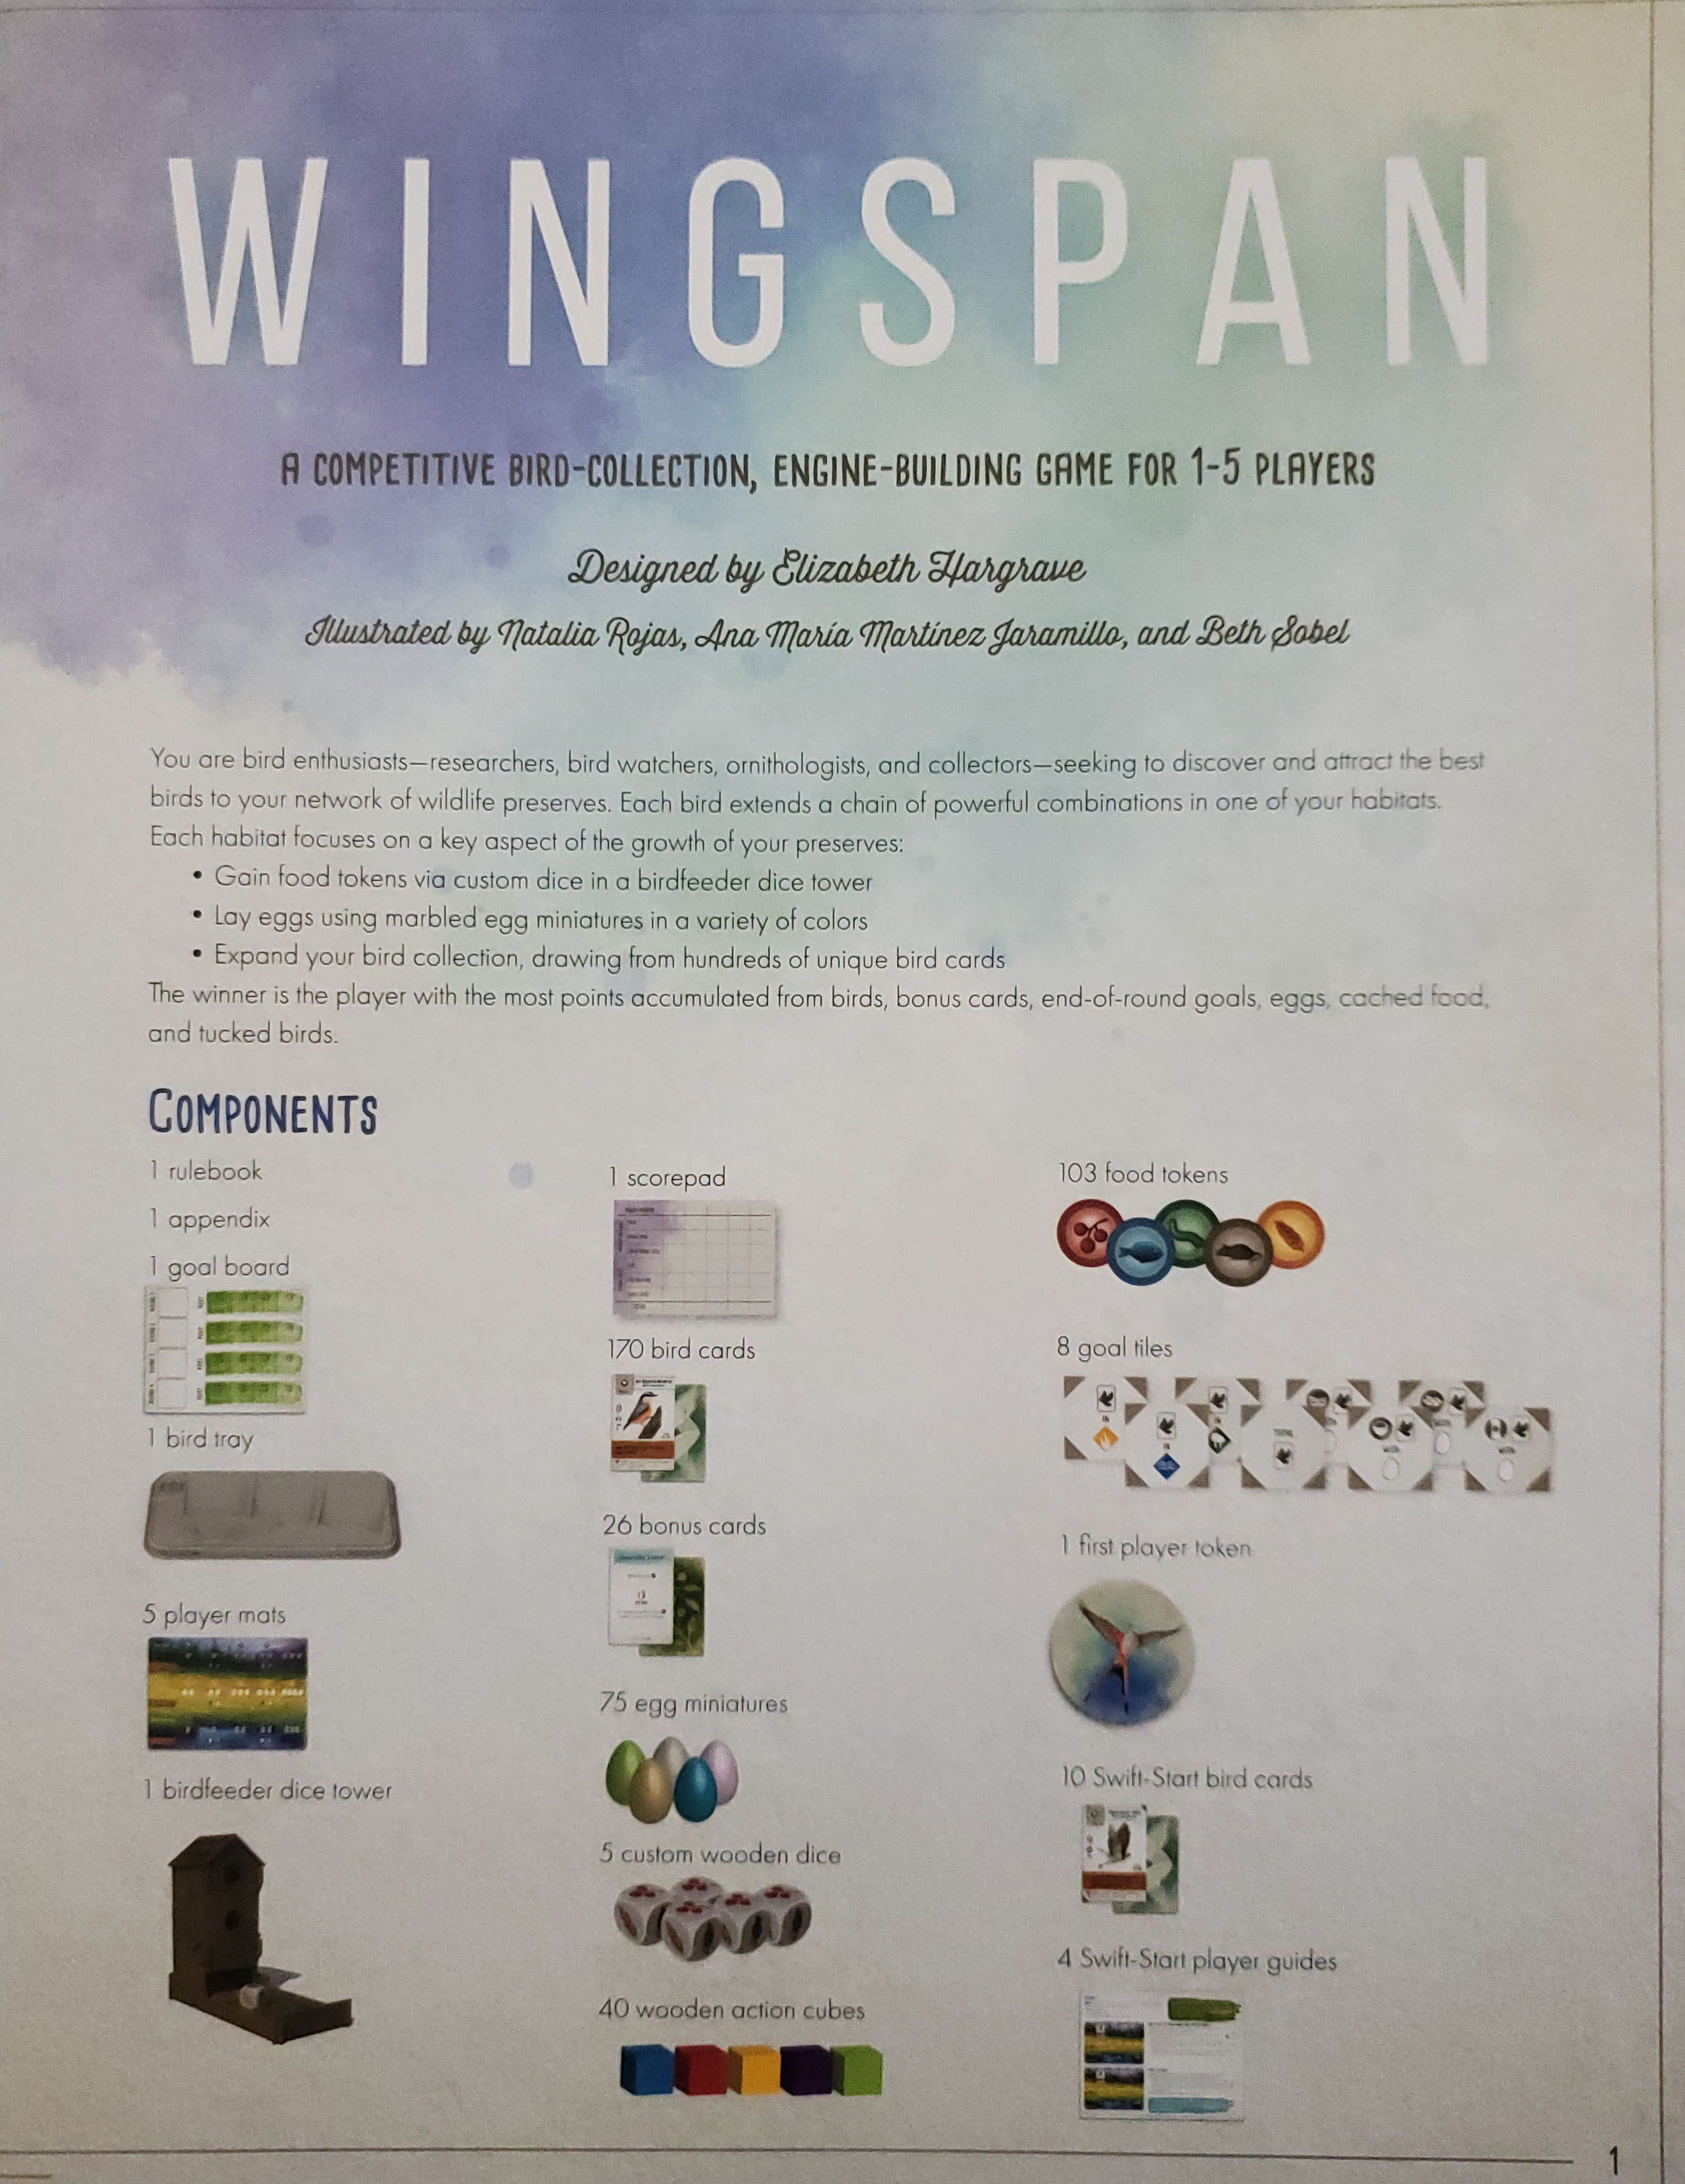 WINGSPAN
A COMPETITIVE BIRD-COLLECTION, ENGINE-BUILDING GAME FOR 1-5 PLAYERS
Designed by Elizabeth Hargrave
Illustrated by Natalia Rojas, Ana María Martínez Jaramillo, and Beth Sobel
You are bird enthusiasts—researchers, bird watchers, ornithologists, and collectors—seeking to discover and attract the best
birds to your network of wildlife preserves. Each bird extends a chain of powerful combinations in one of your habitats.
Each habitat focuses on a key aspect of the growth of your preserves:
• Gain food tokens via custom dice in a birdfeeder dice tower
• Lay eggs using marbled egg miniatures in a variety of colors
• Expand your bird collection, drawing from hundreds of unique bird cards
The winner is the player with the most points accumulated from birds, bonus cards, end-of-round goals, eggs, cached food,
and tucked birds.
COMPONENTS
1 rulebook
1 appendix
1 goal board
1 bird tray
5 player mats
1 birdfeeder dice tower
1 scorepad
170 bird cards
26 bonus cards
75 egg miniatures
5 custom wooden dice
40 wooden action cubes
103 food tokens
8 goal tiles
1 first player token
10 Swift-Start bird cards
4 Swift-Start player guides
1